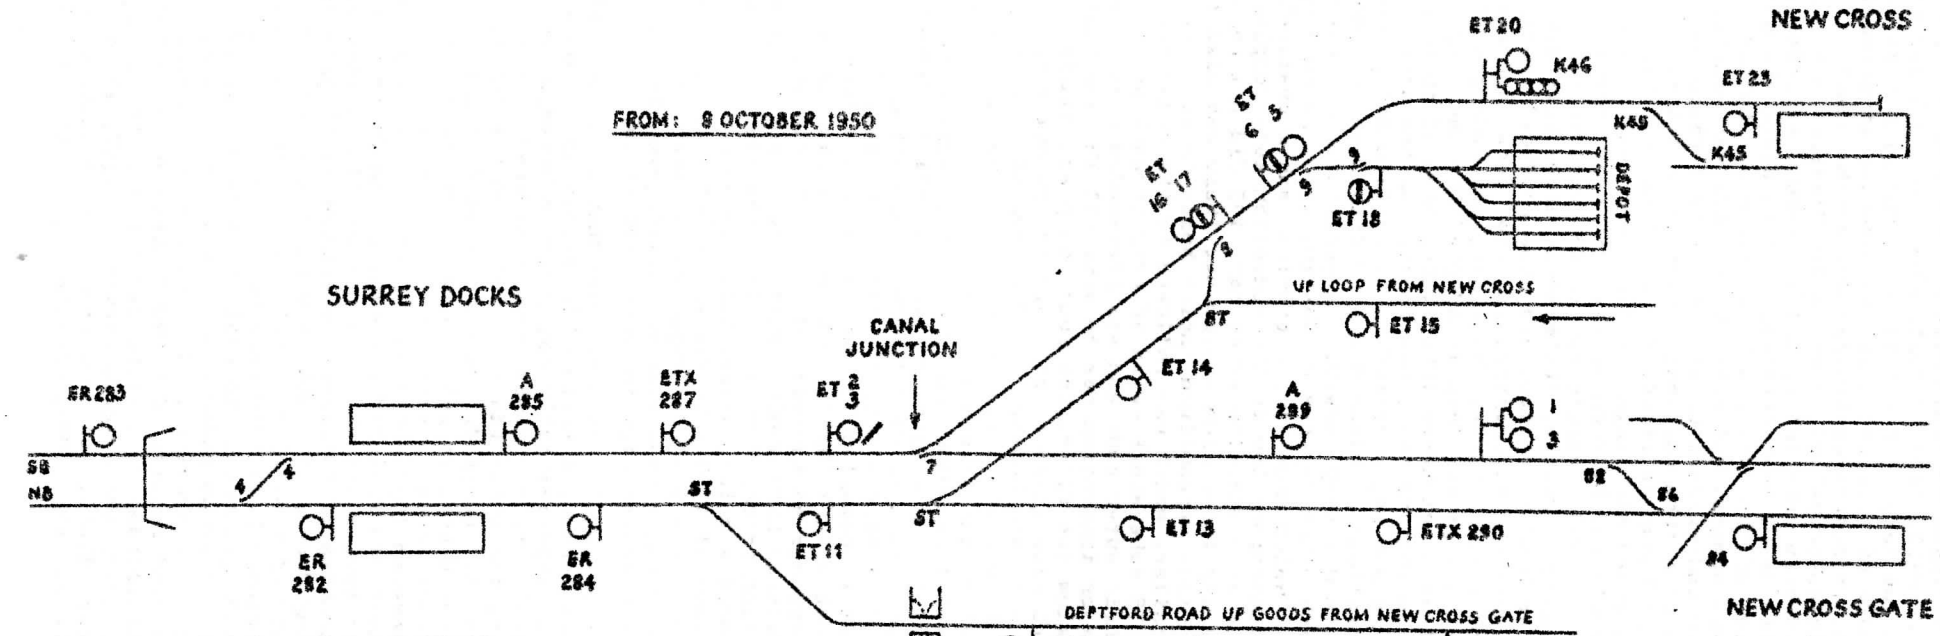 NEW CROSS
ET 20
K46
ET 23
FROM: 8 OCTOBER 1950
ET
6 5
K45
K45
DEPOT
ET
16 17
9
9
ET 18
8
SURREY DOCKS
UP LOOP FROM NEW CROSS
ST
ET 15
CANAL
JUNCTION
ET 14
ER 283
A
285
ETX
287
ET 2
3
A
289
1
3
SB
NB
4
4
7
ST
ST
82
86
ER
282
ER
284
ET 11
ET 13
ETX 290
84
DEPTFORD ROAD UP GOODS FROM NEW CROSS GATE
NEW CROSS GATE